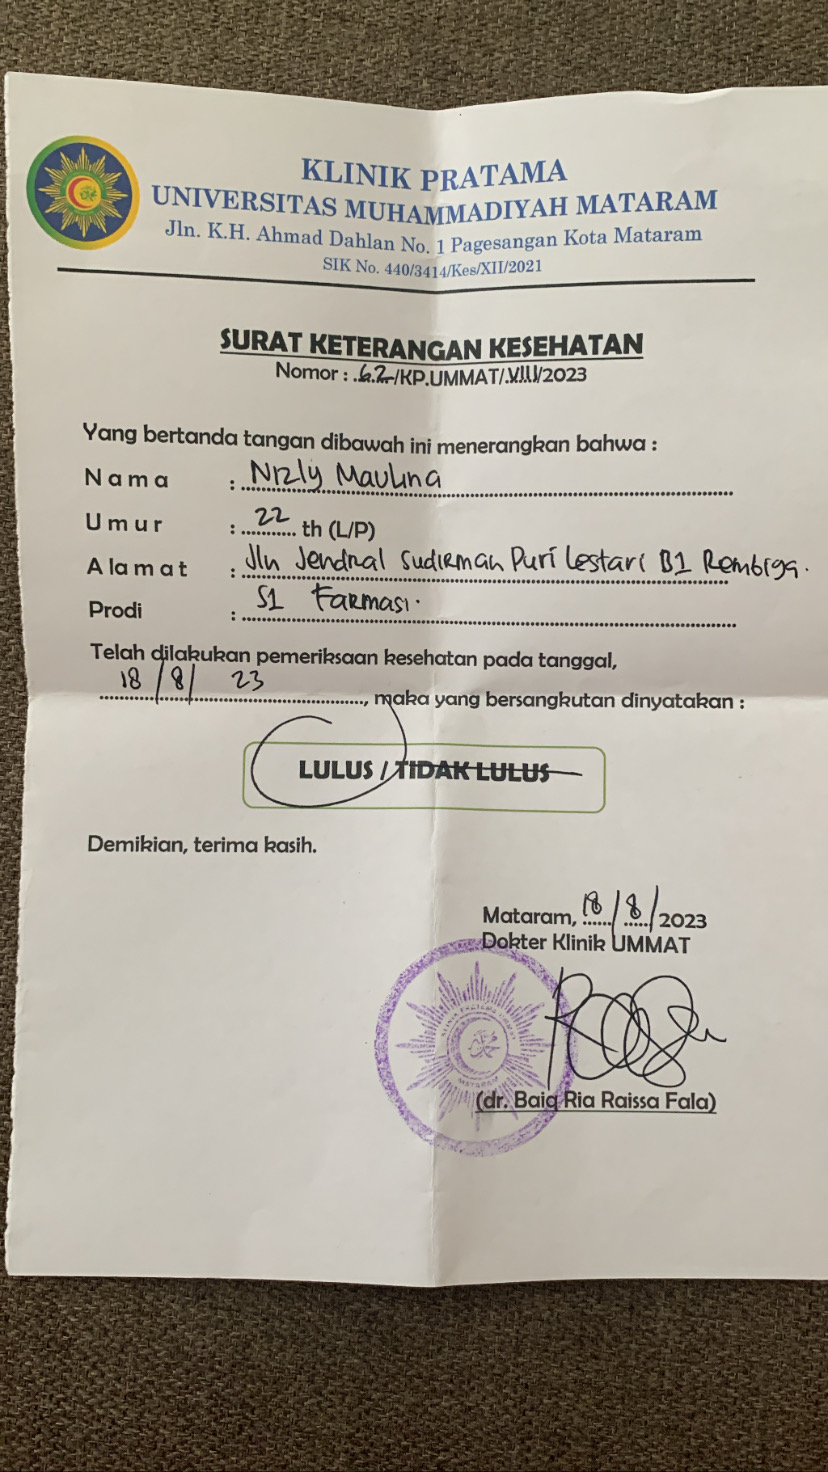 KLINIK PRATAMA
UNIVERSITAS MUHAMMADIYAH MATARAM
Jln. K.H. Ahmad Dahlan No. 1 Pagesangan Kota Mataram
SIK No. 440/3414/Kes/XII/2021
SURAT KETERANGAN KESEHATAN
Nomor : .62./KP.UMMAT/.VIII/2023
Yang bertanda tangan dibawah ini menerangkan bahwa :
Nama : Nizly Maulina
Umur : 22 th (L/P)
Alamat : Jln Jendral Sudirman Puri Lestari B1 Rembiga.
Prodi : S1 Farmasi.
Telah dilakukan pemeriksaan kesehatan pada tanggal,
18/8/ 23, maka yang bersangkutan dinyatakan :
LULUS / TIDAK LULUS
Demikian, terima kasih.
Mataram, 18/8/2023
Dokter Klinik UMMAT
MATARAM
(dr. Baiq Ria Raissa Fala)